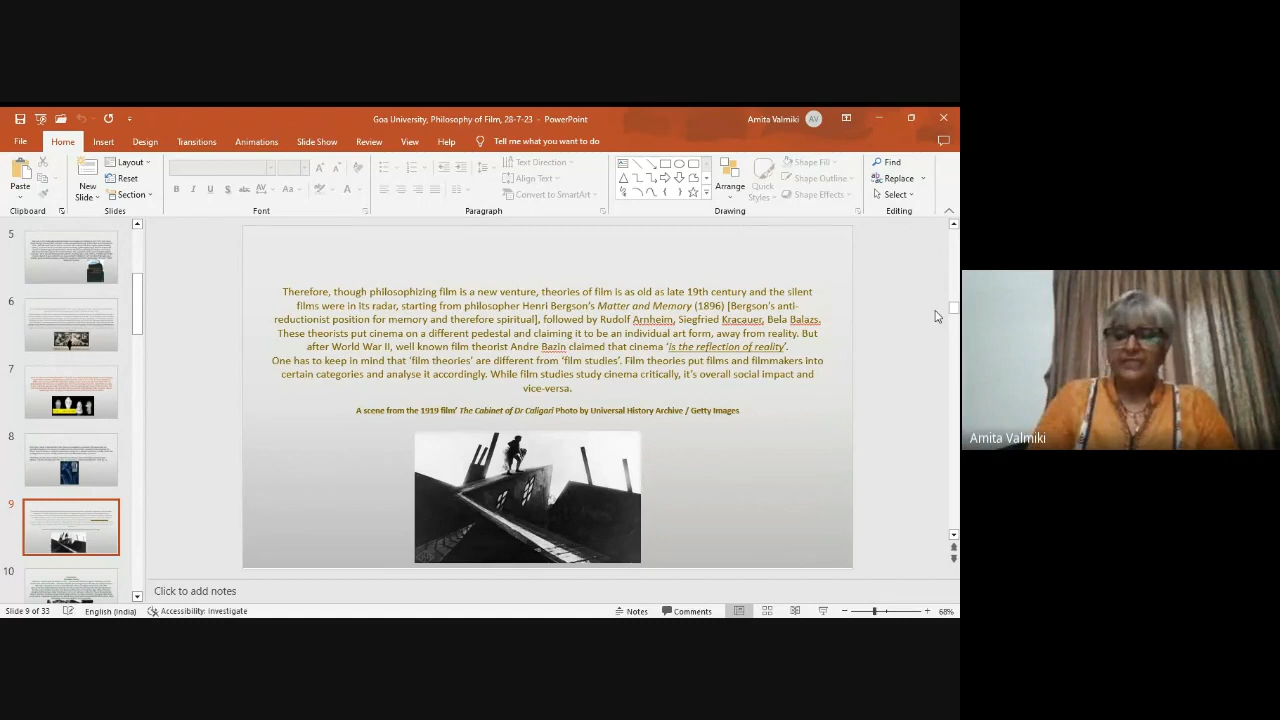 Goa University, Philosophy of Film, 28-7-23 - PowerPoint
Amita Valmiki
AV
File Home Insert Design Transitions Animations Slide Show Review View Help Tell me what you want to do
Paste
New Slide
Layout
Reset
Section
Text Direction
Align Text
Convert to SmartArt
Arrange
Quick Styles
Shape Fill
Shape Outline
Shape Effects
Find
Replace
Select
Clipboard Slides Font Paragraph Drawing Editing
5
6
7
8
9
10
Therefore, though philosophizing film is a new venture, theories of film is as old as late 19th century and the silent
films were in its radar, starting from philosopher Henri Bergson's Matter and Memory (1896) [Bergson's anti-
reductionist position for memory and therefore spiritual], followed by Rudolf Arnheim, Siegfried Kracauer, Bela Balazs.
These theorists put cinema on a different pedestal and claiming it to be an individual art form, away from reality. But
after World War II, well known film theorist Andre Bazin claimed that cinema 'is the reflection of reality'.
One has to keep in mind that 'film theories' are different from 'film studies'. Film theories put films and filmmakers into
certain categories and analyse it accordingly. While film studies study cinema critically, it's overall social impact and
vice-versa.
A scene from the 1919 film' The Cabinet of Dr Caligari Photo by Universal History Archive / Getty Images
Click to add notes
Slide 9 of 33 English (India) Accessibility: Investigate Notes Comments 68%
Amita Valmiki